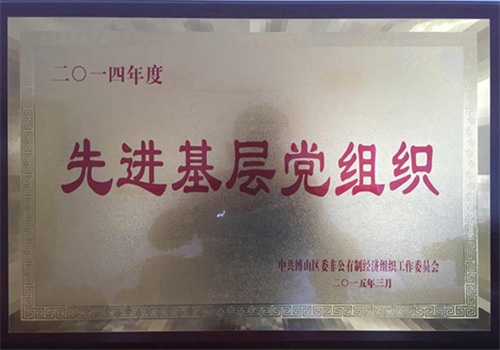 二〇一四年度
先进基层党组织
中共博山区委非公有制经济组织工作委员会
二〇一五年三月